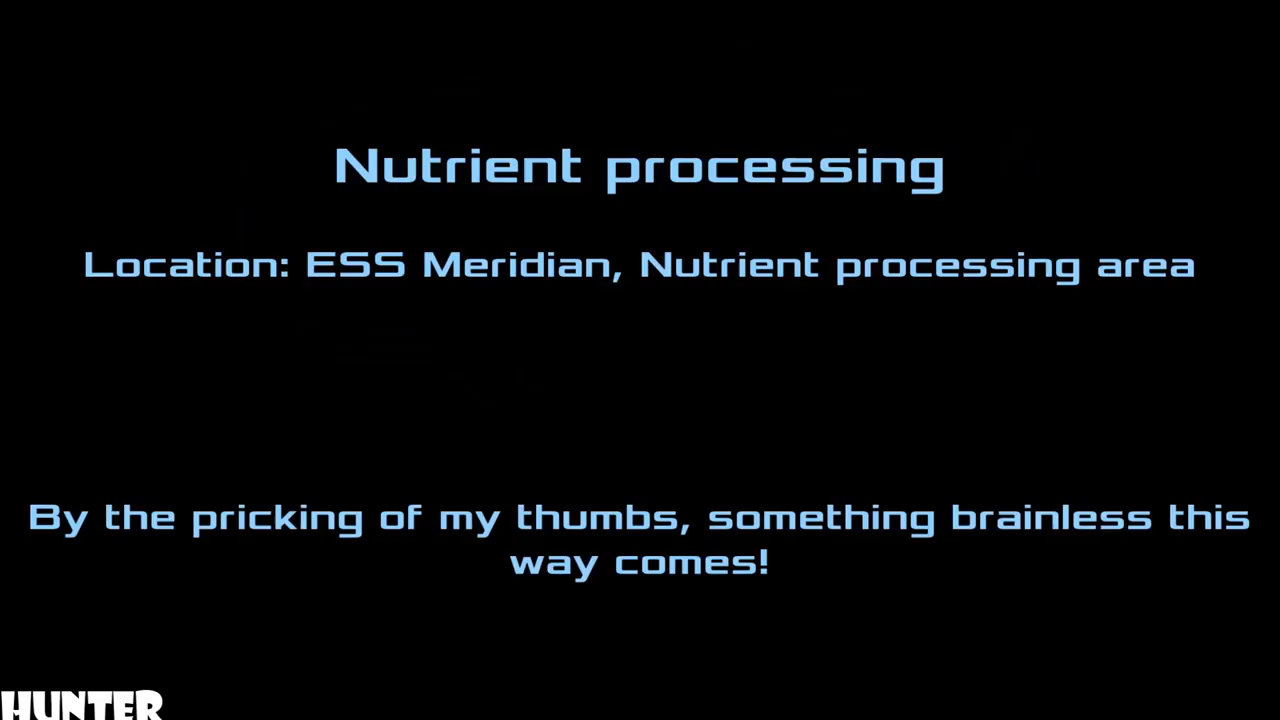 Nutrient processing
Location: ESS Meridian, Nutrient processing area
By the pricking of my thumbs, something brainless this
way comes!
HUNTER